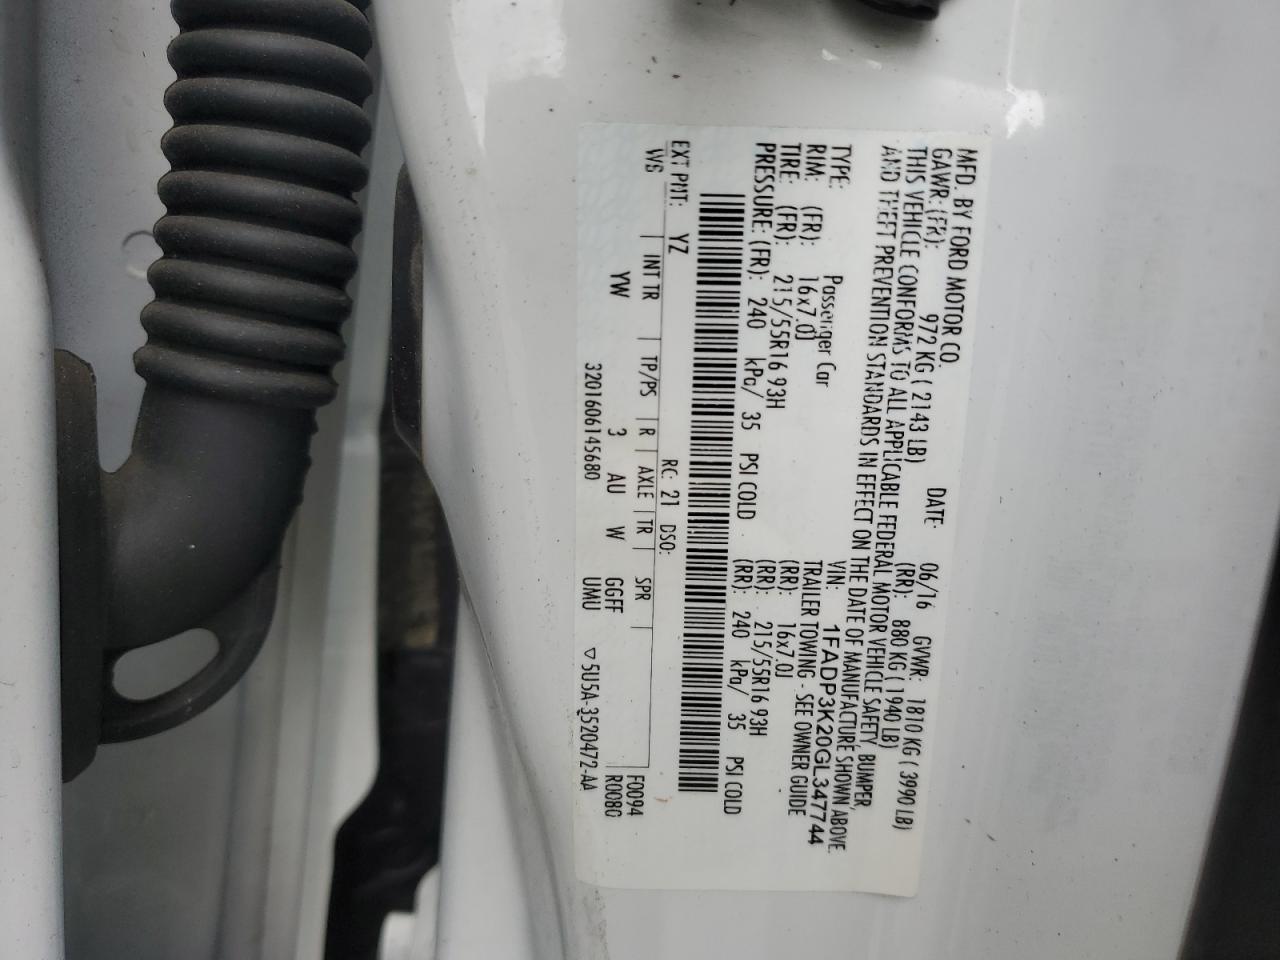 MFD. BY FORD MOTOR CO. DATE: 06/16 GVWR: 1810 KG ( 3990 LB)
GAWR: (FR): 972 KG ( 2143 LB) (RR): 880 KG ( 1940 LB)
THIS VEHICLE CONFORMS TO ALL APPLICABLE FEDERAL MOTOR VEHICLE SAFETY, BUMPER,
AND THEFT PREVENTION STANDARDS IN EFFECT ON THE DATE OF MANUFACTURE SHOWN ABOVE.
VIN: 1FADP3K20GL347744
TYPE: Passenger Car TRAILER TOWING - SEE OWNER GUIDE
RIM: (FR): 16x7.0J (RR): 16x7.0J
TIRE: (FR): 215/55R16 93H (RR): 215/55R16 93H
PRESSURE: (FR): 240 kPa/ 35 PSI COLD (RR): 240 kPa/ 35 PSI COLD
EXT PNT: YZ RC: 21 DSO:
WB INT TR TP/PS R AXLE TR SPR F0094
YW 3 AU W GGFF R0080
3201606145680 UMU ▽5U5A-3520472-AA